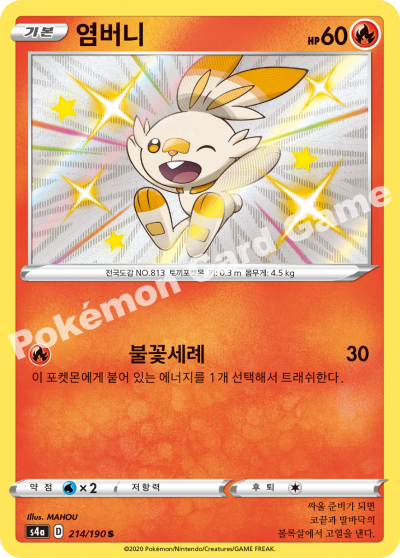 기본 염버니 HP 60
전국도감 NO.813 토끼포켓몬 키: 0.3 m 몸무게: 4.5 kg
Pokémon Card Game
불꽃세례 30
이 포켓몬에게 붙어 있는 에너지를 1개 선택해서 트래쉬한다.
약점 ×2 저항력 후퇴
Illus. MAHOU
싸울 준비가 되면
s4a D 214/190 S
코끝과 발바닥의
볼록살에서 고열을 낸다.
©2020 Pokémon/Nintendo/Creatures/GAME FREAK.